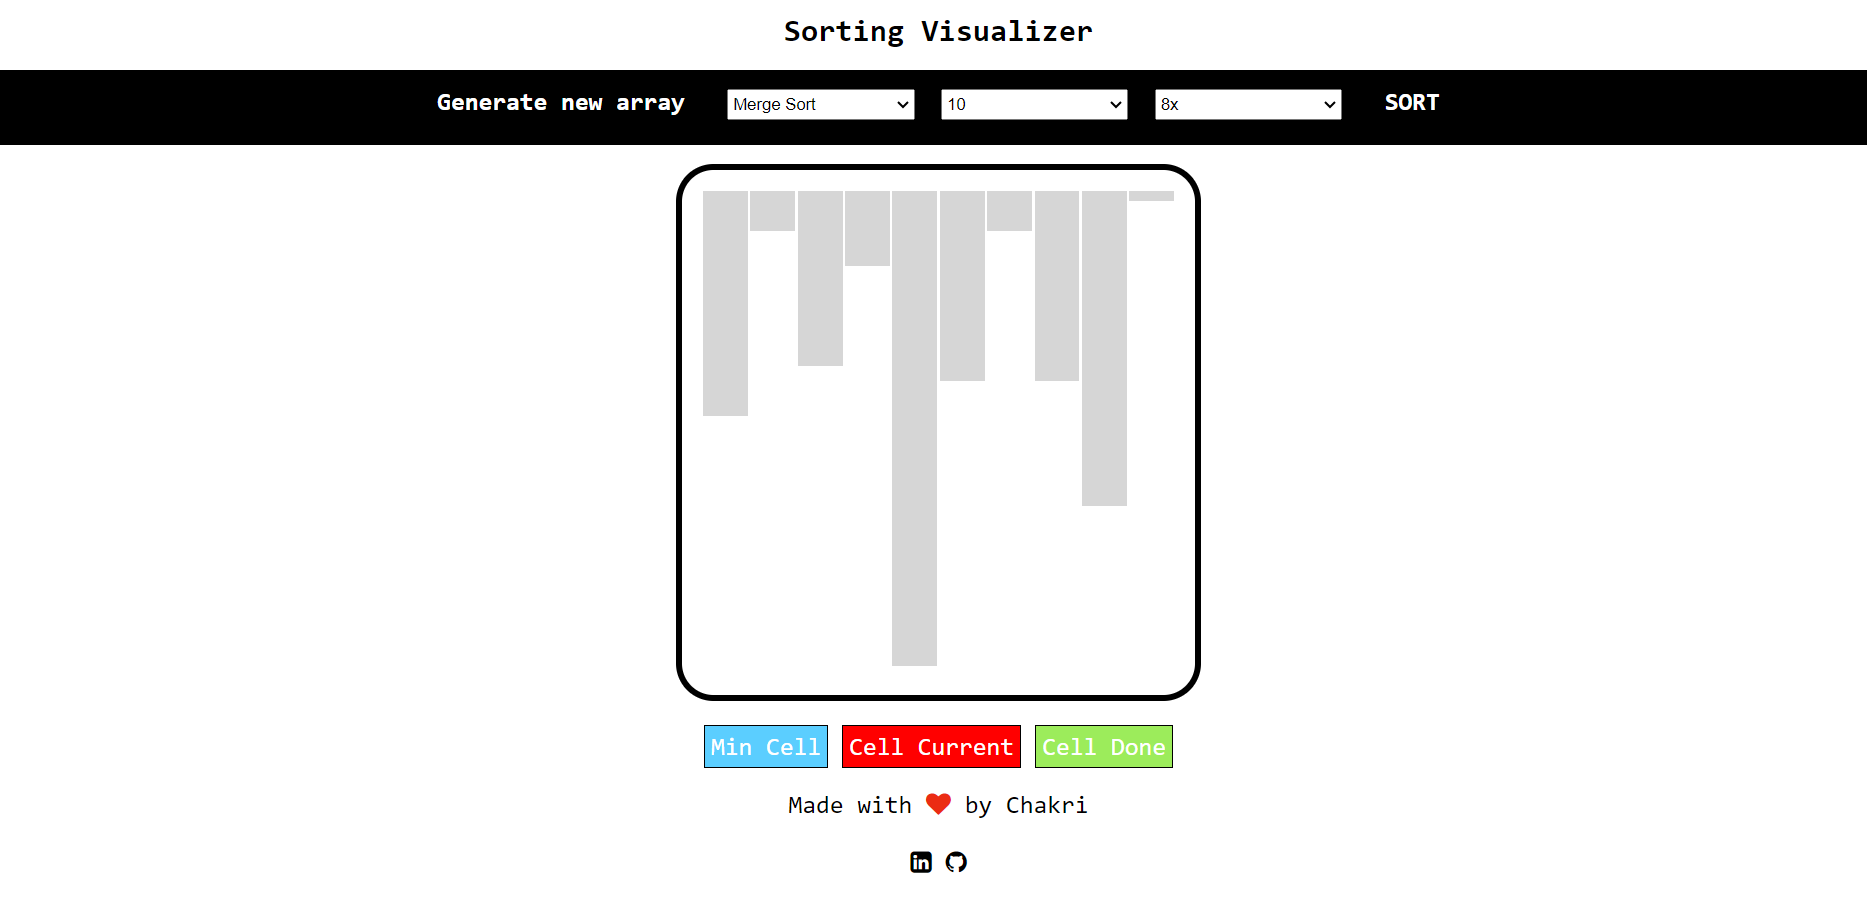 Sorting Visualizer
Generate new array Merge Sort 10 8x SORT
Min Cell Cell Current Cell Done
Made with ❤ by Chakri
in